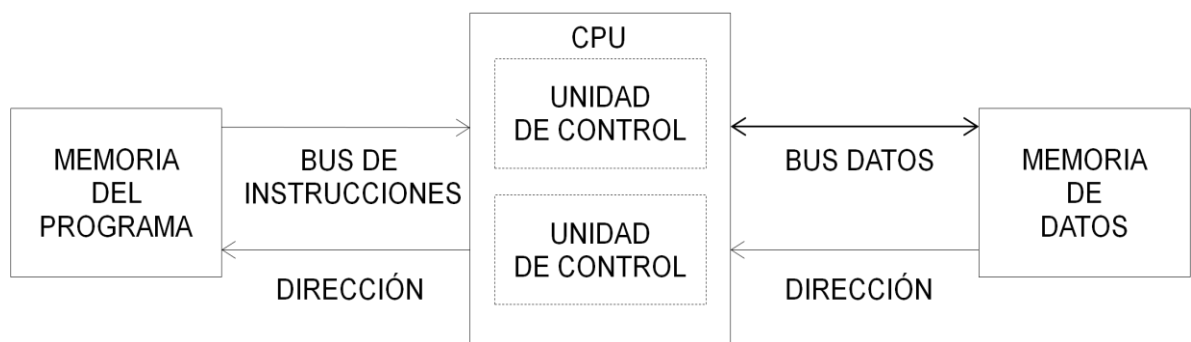 MEMORIA
DEL
PROGRAMA
BUS DE
INSTRUCCIONES
DIRECCIÓN
CPU
UNIDAD
DE CONTROL
UNIDAD
DE CONTROL
BUS DATOS
DIRECCIÓN
MEMORIA
DE
DATOS